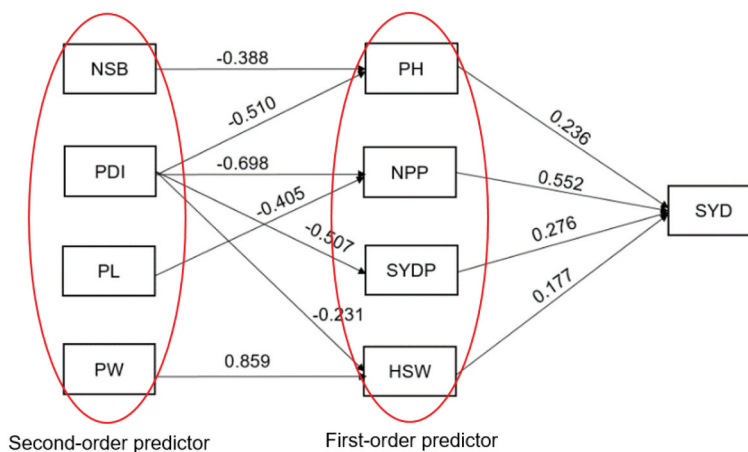 NSB
PDI
PL
PW
-0.388
-0.510
-0.698
-0.405
-0.507
-0.231
0.859
PH
NPP
SYDP
HSW
0.236
0.552
0.276
0.177
SYD
Second-order predictor
First-order predictor